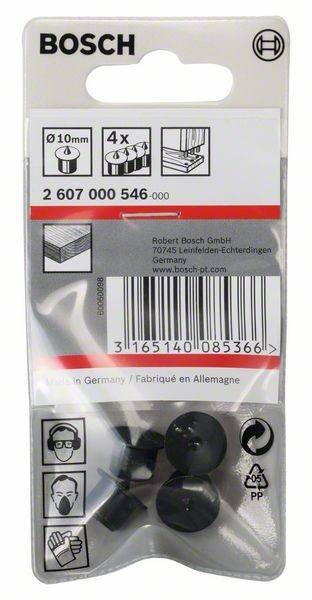 BOSCH
Ø10mm
4x
2 607 000 546-000
Robert Bosch GmbH
70745 Leinfelden-Echterdingen
Germany
www.bosch-pt.com
60060098
3 165140 085366 >
Made in Germany / Fabriqué en Allemagne
05
PP